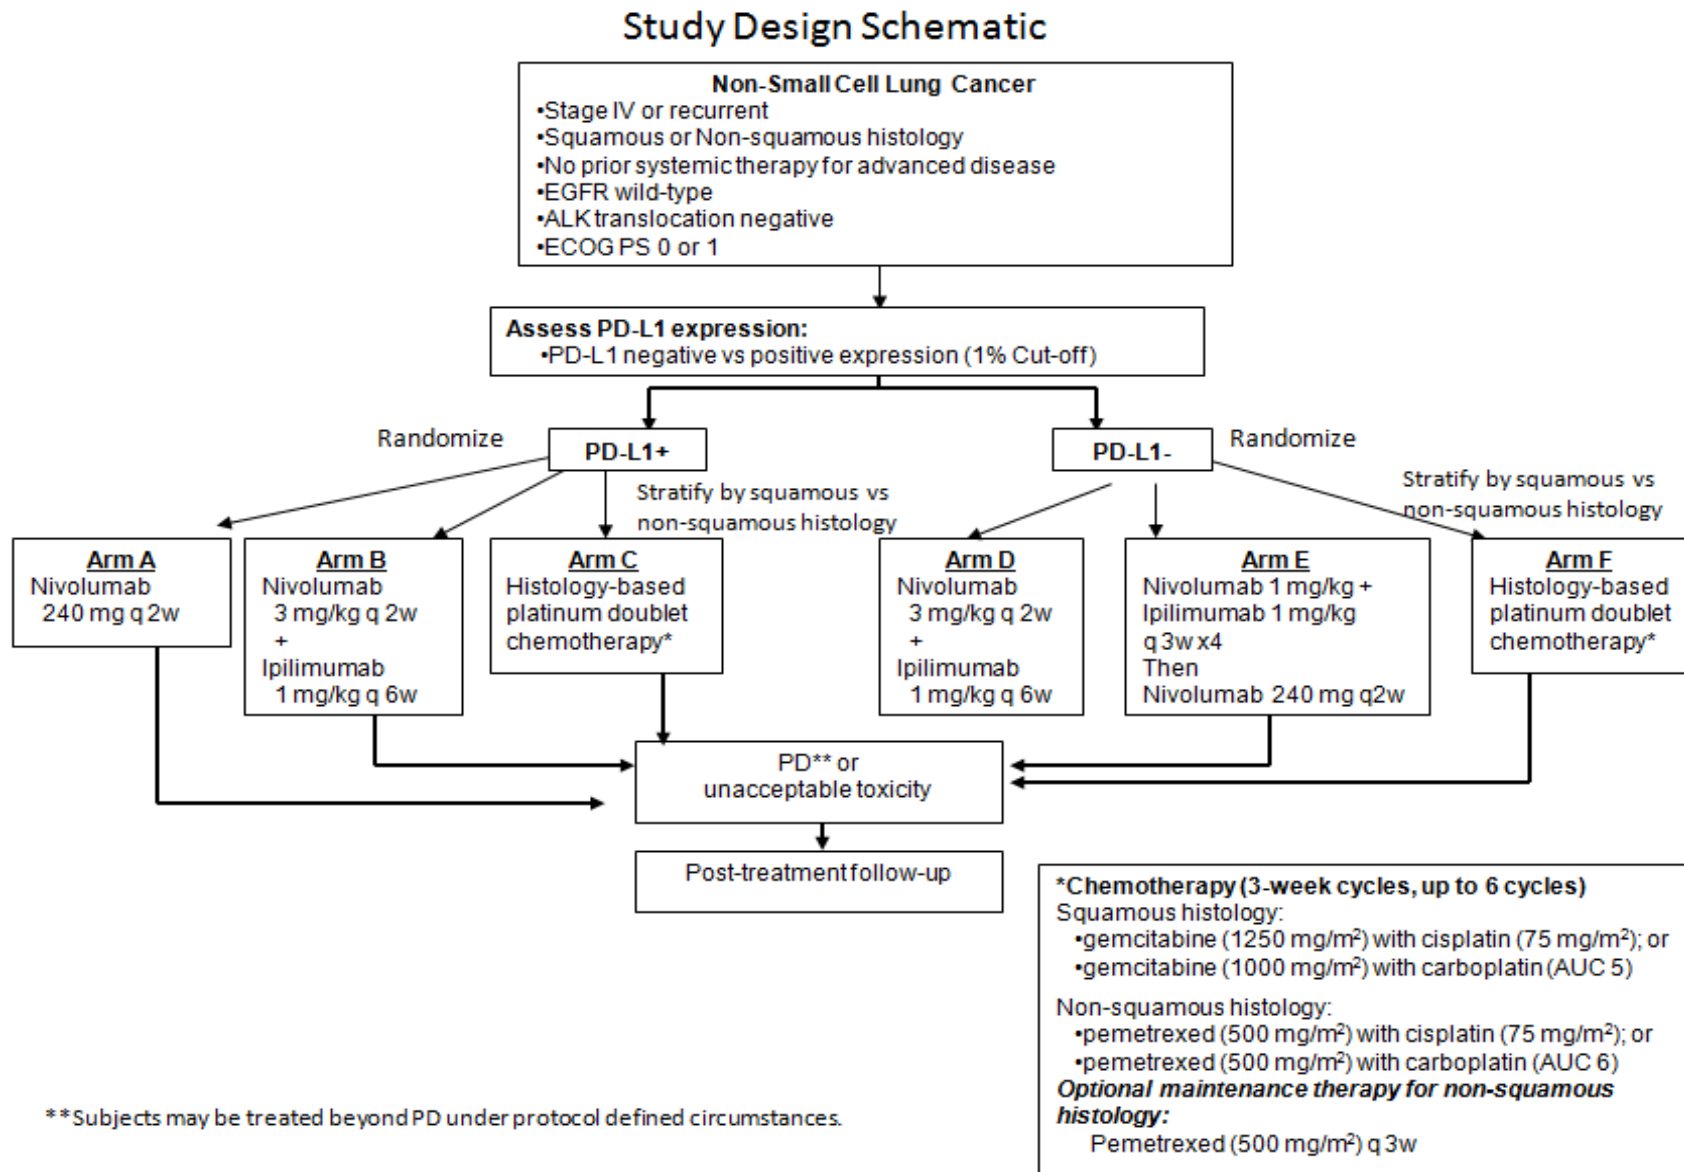 Study Design Schematic
Non-Small Cell Lung Cancer
•Stage IV or recurrent
•Squamous or Non-squamous histology
•No prior systemic therapy for advanced disease
•EGFR wild-type
•ALK translocation negative
•ECOG PS 0 or 1
Assess PD-L1 expression:
•PD-L1 negative vs positive expression (1% Cut-off)
Randomize
PD-L1+
PD-L1-
Randomize
Stratify by squamous vs
non-squamous histology
Stratify by squamous vs
non-squamous histology
Arm A
Nivolumab
240 mg q 2w
Arm B
Nivolumab
3 mg/kg q 2w
+
Ipilimumab
1 mg/kg q 6w
Arm C
Histology-based
platinum doublet
chemotherapy*
Arm D
Nivolumab
3 mg/kg q 2w
+
Ipilimumab
1 mg/kg q 6w
Arm E
Nivolumab 1 mg/kg +
Ipilimumab 1 mg/kg
q 3w x4
Then
Nivolumab 240 mg q2w
Arm F
Histology-based
platinum doublet
chemotherapy*
PD** or
unacceptable toxicity
Post-treatment follow-up
*Chemotherapy (3-week cycles, up to 6 cycles)
Squamous histology:
•gemcitabine (1250 mg/m²) with cisplatin (75 mg/m²); or
•gemcitabine (1000 mg/m²) with carboplatin (AUC 5)
Non-squamous histology:
•pemetrexed (500 mg/m²) with cisplatin (75 mg/m²); or
•pemetrexed (500 mg/m²) with carboplatin (AUC 6)
Optional maintenance therapy for non-squamous
histology:
Pemetrexed (500 mg/m²) q 3w
**Subjects may be treated beyond PD under protocol defined circumstances.